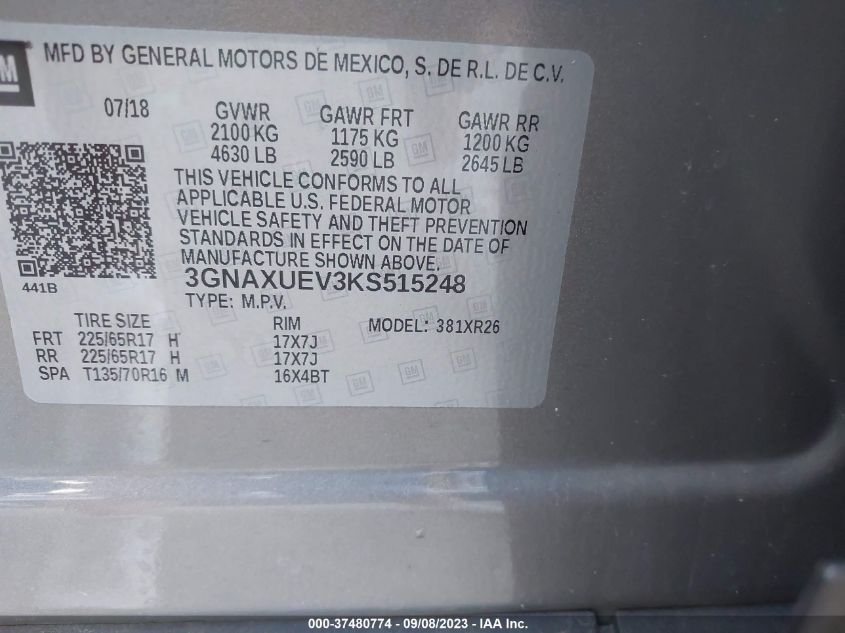 GM
MFD BY GENERAL MOTORS DE MEXICO, S. DE R.L. DE C.V.
07/18
GVWR GAWR FRT GAWR RR
2100 KG 1175 KG 1200 KG
4630 LB 2590 LB 2645 LB
THIS VEHICLE CONFORMS TO ALL
APPLICABLE U.S. FEDERAL MOTOR
VEHICLE SAFETY AND THEFT PREVENTION
STANDARDS IN EFFECT ON THE DATE OF
MANUFACTURE SHOWN ABOVE.
441B
3GNAXUEV3KS515248
TYPE: M.P.V.
TIRE SIZE RIM MODEL: 381XR26
FRT 225/65R17 H 17X7J
RR 225/65R17 H 17X7J
SPA T135/70R16 M 16X4BT
000-37480774 - 09/08/2023 - IAA Inc.